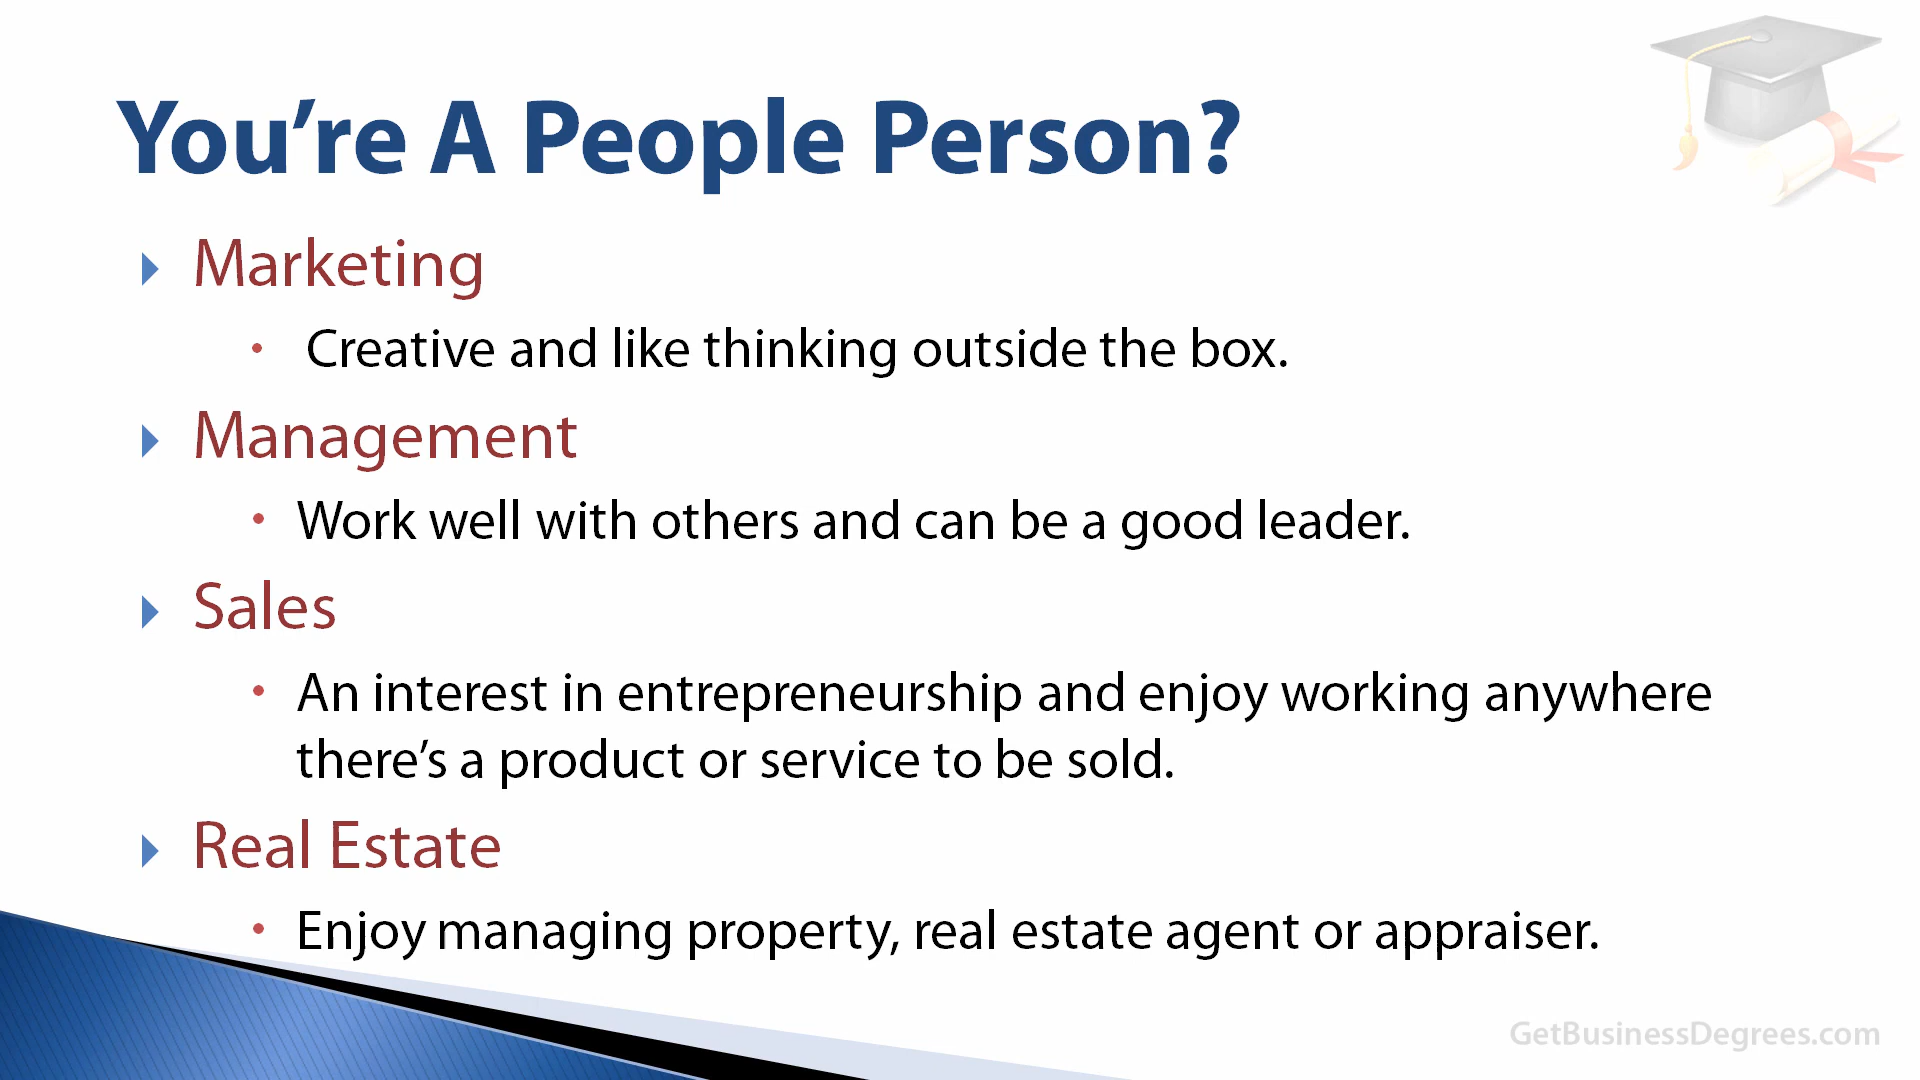 You’re A People Person?
Marketing
Creative and like thinking outside the box.
Management
Work well with others and can be a good leader.
Sales
An interest in entrepreneurship and enjoy working anywhere
there’s a product or service to be sold.
Real Estate
Enjoy managing property, real estate agent or appraiser.
GetBusinessDegrees.com